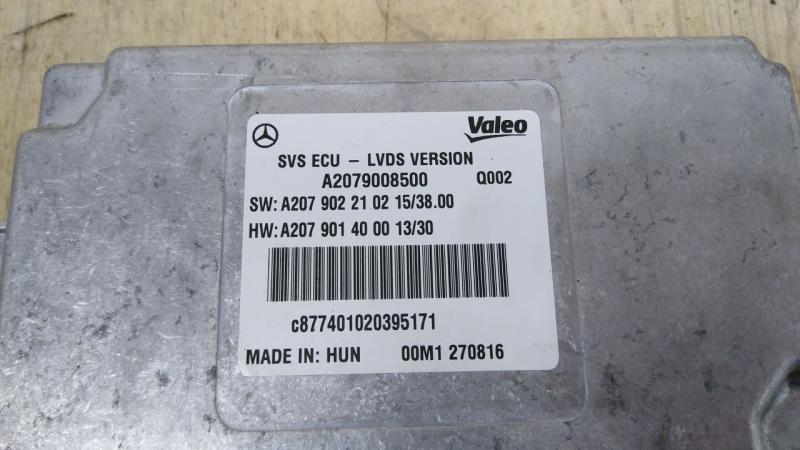 Valeo
SVS ECU – LVDS VERSION
A2079008500 Q002
SW: A207 902 21 02 15/38.00
HW: A207 901 40 00 13/30
c877401020395171
MADE IN: HUN 00M1 270816